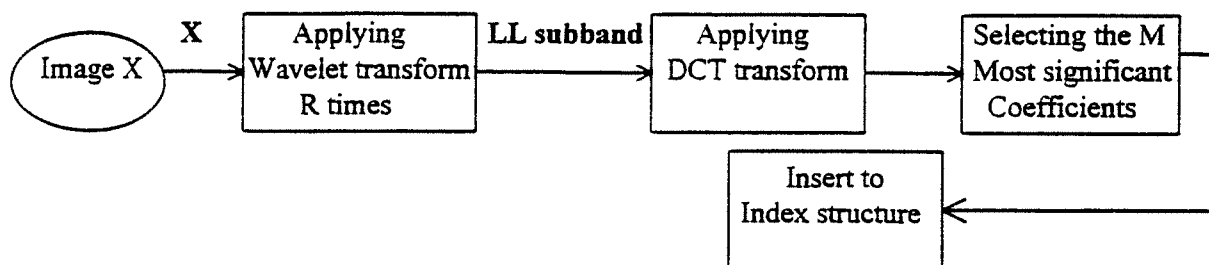 Image X
X
Applying
Wavelet transform
R times
LL subband
Applying
DCT transform
Selecting the M
Most significant
Coefficients
Insert to
Index structure